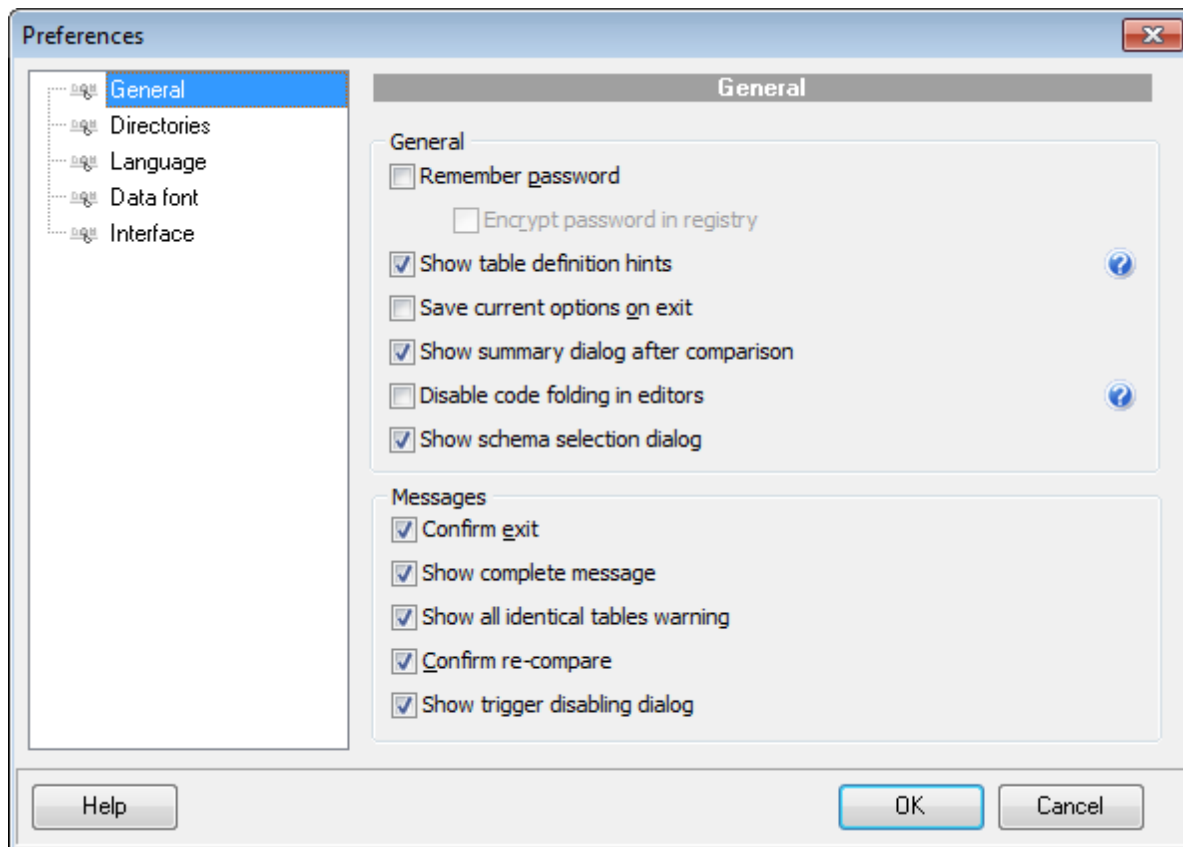 Preferences
General
Directories
Language
Data font
Interface
General
General
Remember password
Encrypt password in registry
Show table definition hints
Save current options on exit
Show summary dialog after comparison
Disable code folding in editors
Show schema selection dialog
Messages
Confirm exit
Show complete message
Show all identical tables warning
Confirm re-compare
Show trigger disabling dialog
Help
OK
Cancel